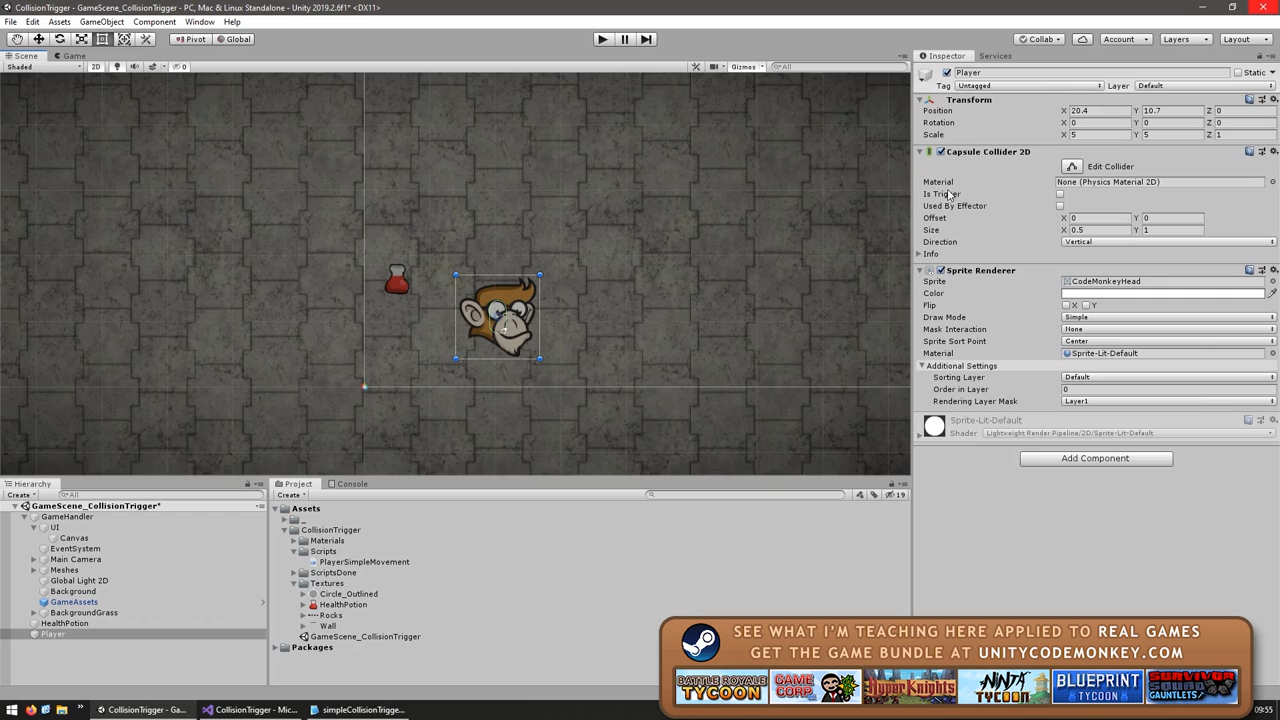 CollisionTrigger - GameScene_CollisionTrigger - PC, Mac & Linux Standalone - Unity 2019.2.6f1* <DX11>
File Edit Assets GameObject Component Window Help
Pivot Global Collab Account Layers Layout
Scene Game
Shaded 2D 0 Gizmos All
Inspector Services
Player Static
Tag Untagged Layer Default
Transform
Position X 20.4 Y 10.7 Z 0
Rotation X 0 Y 0 Z 0
Scale X 5 Y 5 Z 1
Capsule Collider 2D
Edit Collider
Material None (Physics Material 2D)
Is Trigger
Used By Effector
Offset X 0 Y 0
Size X 0.5 Y 1
Direction Vertical
Info
Sprite Renderer
Sprite CodeMonkeyHead
Color
Flip X Y
Draw Mode Simple
Mask Interaction None
Sprite Sort Point Center
Material Sprite-Lit-Default
Additional Settings
Sorting Layer Default
Order in Layer 0
Rendering Layer Mask Layer1
Sprite-Lit-Default
Shader Lightweight Render Pipeline/2D/Sprite-Lit-Default
Add Component
Hierarchy
Create All
GameScene_CollisionTrigger*
GameHandler
UI
Canvas
EventSystem
Main Camera
Meshes
Global Light 2D
Background
GameAssets
BackgroundGrass
HealthPotion
Player
Project Console
Create 19
Assets
_
CollisionTrigger
Materials
Scripts
PlayerSimpleMovement
ScriptsDone
Textures
Circle_Outlined
HealthPotion
Rocks
Wall
GameScene_CollisionTrigger
Packages
SEE WHAT I'M TEACHING HERE APPLIED TO REAL GAMES
GET THE GAME BUNDLE AT UNITYCODEMONKEY.COM
BATTLE ROYALE TYCOON GAME CORP HYPER KNIGHTS NINJA TYCOON BLUEPRINT TYCOON SURVIVOR SQUAD GAUNTLETS
CollisionTrigger - Ga... CollisionTrigger - Mic... simpleCollisionTrigge... 09:55